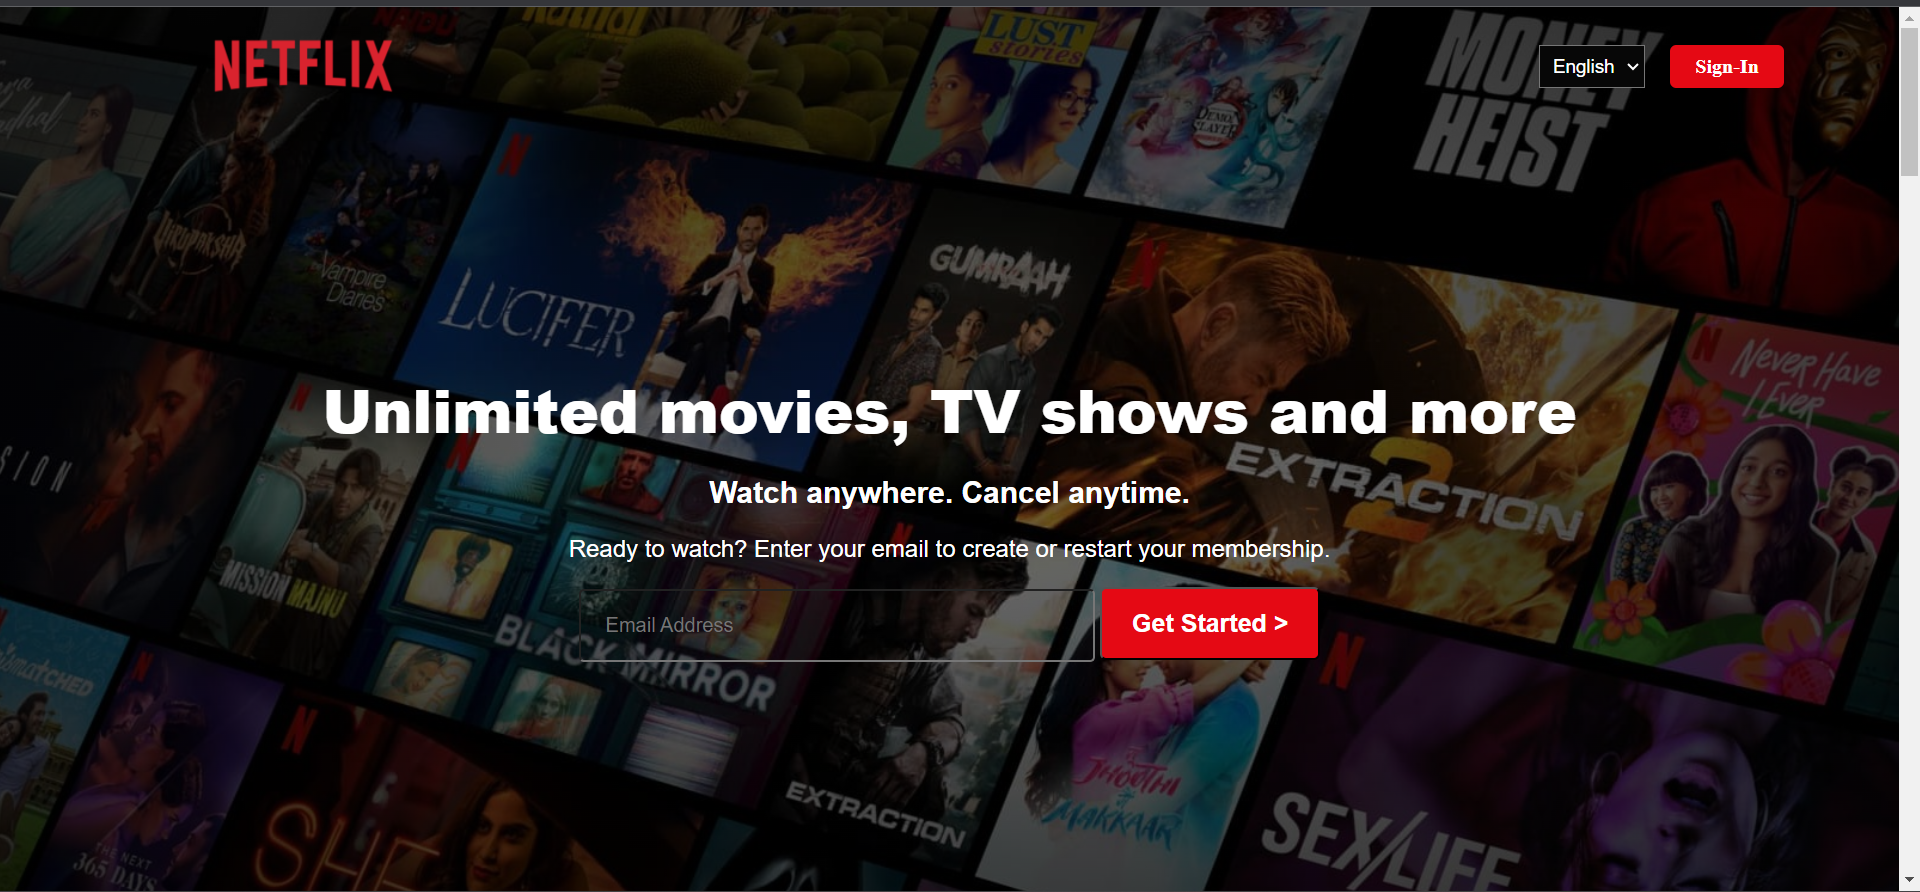 NETFLIX
English
Sign-In
LUST
stories
DEMON
SLAYER
MONEY
HEIST
VIRUPAKSHA
The
Vampire
Diaries
LUCIFER
GUMRAAH
NEVER HAVE
I EVER
Unlimited movies, TV shows and more
EXTRACTION
2
Watch anywhere. Cancel anytime.
Ready to watch? Enter your email to create or restart your membership.
MISSION MAJNU
Email Address
Get Started >
BLACK MIRROR
EXTRACTION
JHOOTHI
MAKKAAR
SEX/LIFE
SHE
THE NEXT
365 DAYS